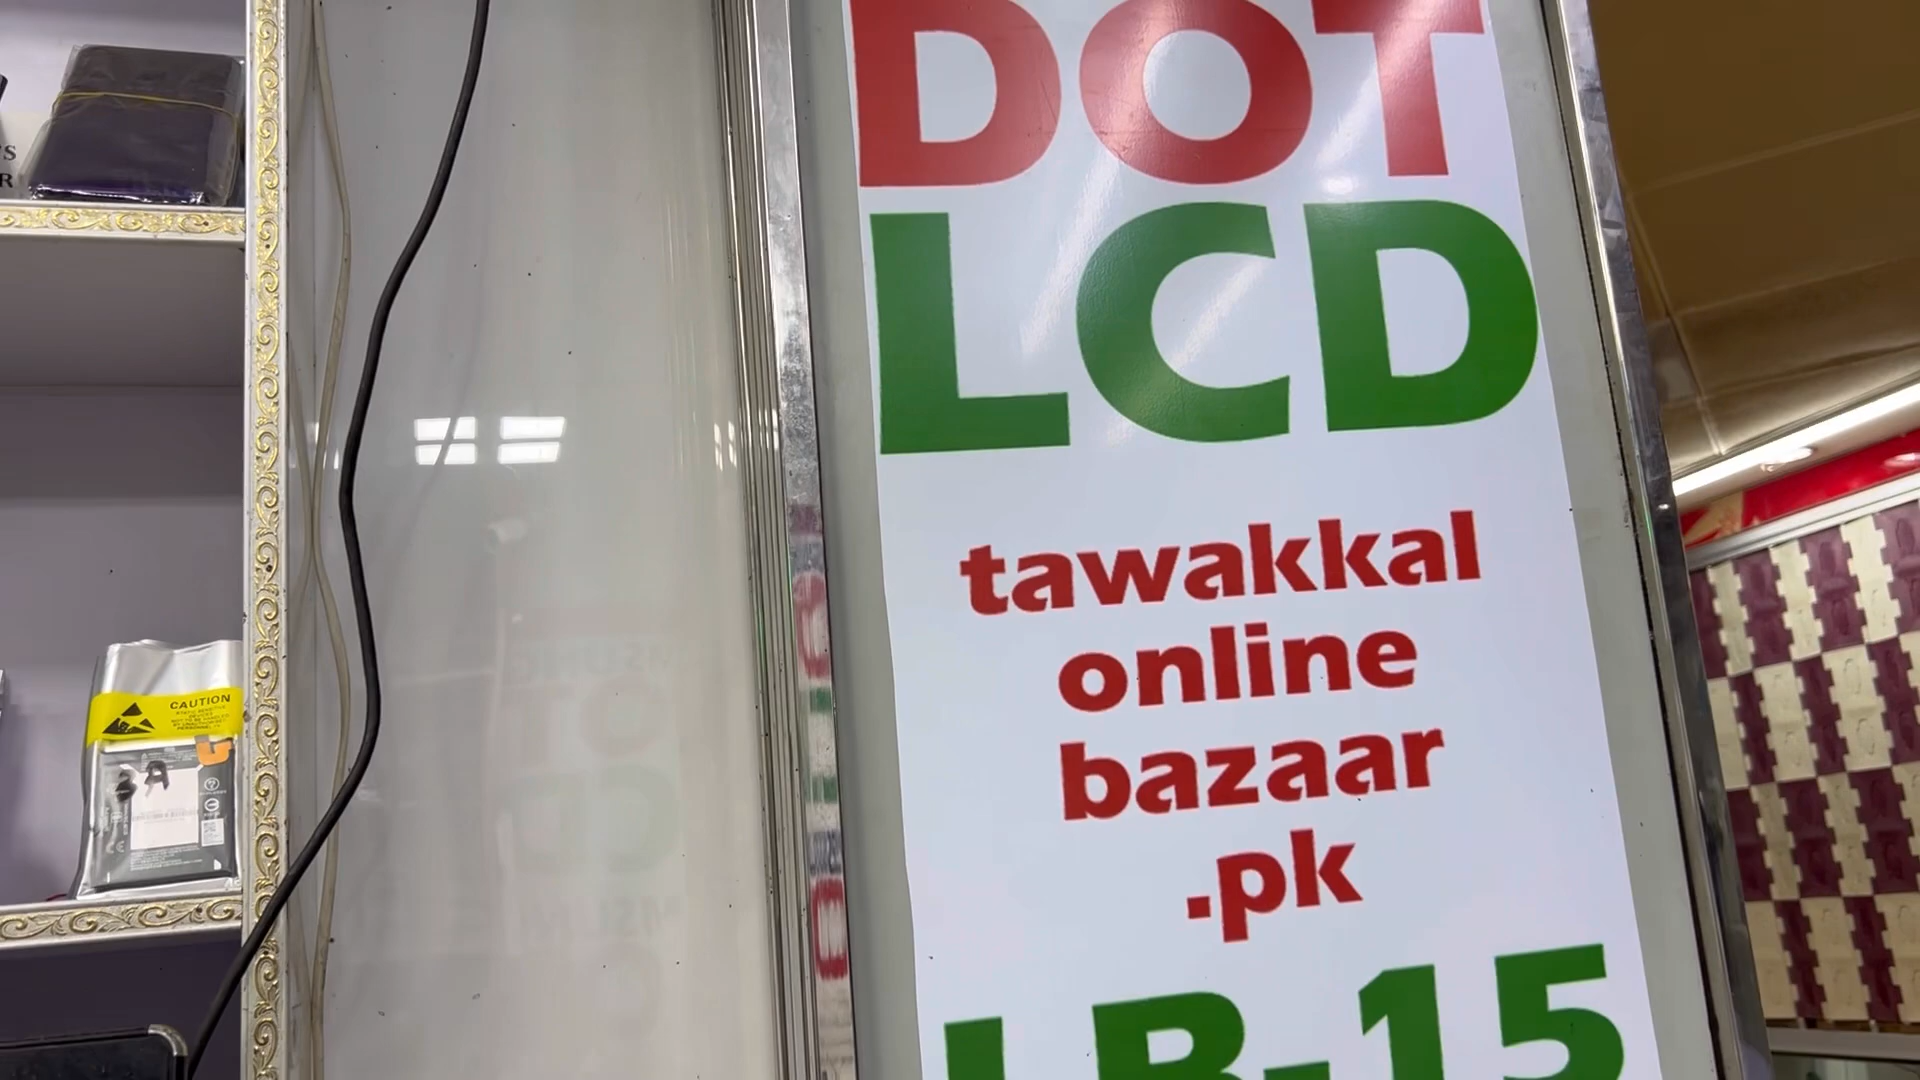 DOT
LCD
tawakkal
online
bazaar
.pk
LB-15
CAUTION